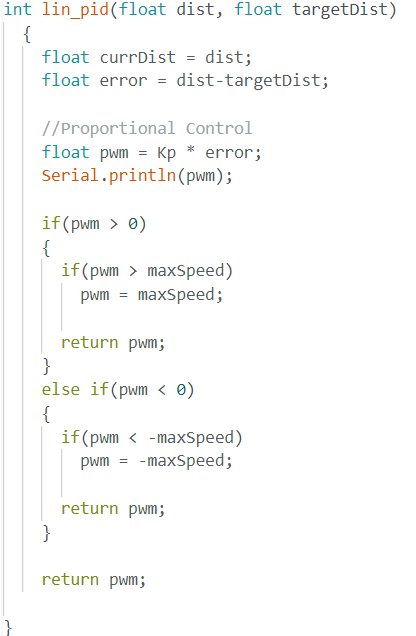 int lin_pid(float dist, float targetDist)
{
float currDist = dist;
float error = dist-targetDist;
//Proportional Control
float pwm = Kp * error;
Serial.println(pwm);
if(pwm > 0)
{
if(pwm > maxSpeed)
pwm = maxSpeed;
return pwm;
}
else if(pwm < 0)
{
if(pwm < -maxSpeed)
pwm = -maxSpeed;
return pwm;
}
return pwm;
}